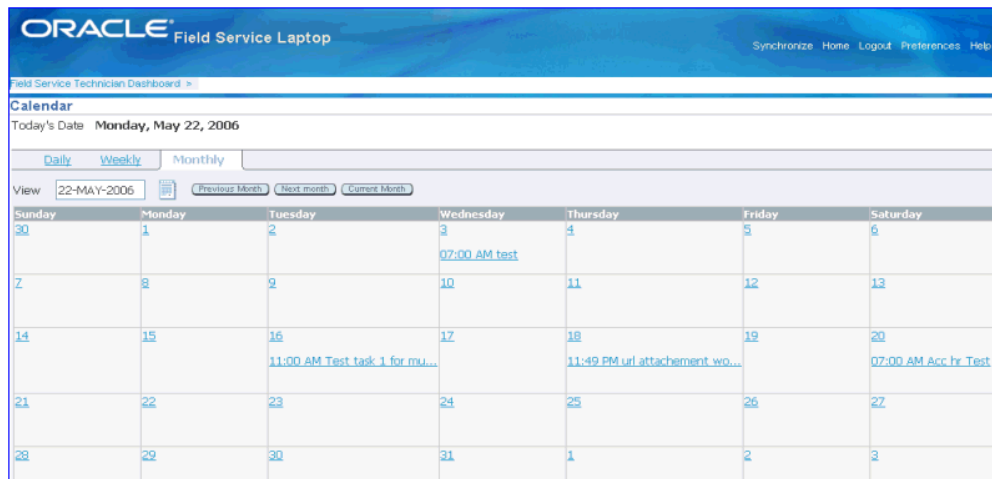 ORACLE Field Service Laptop
Synchronize Home Logout Preferences Help
Field Service Technician Dashboard >
Calendar
Today's Date Monday, May 22, 2006
Daily Weekly Monthly
View 22-MAY-2006 Previous Month Next month Current Month
Sunday Monday Tuesday Wednesday Thursday Friday Saturday
30 1 2 3 4 5 6
07:00 AM test
7 8 9 10 11 12 13
14 15 16 17 18 19 20
11:00 AM Test task 1 for mu... 11:49 PM url attachement wo... 07:00 AM Acc hr Test
21 22 23 24 25 26 27
28 29 30 31 1 2 3